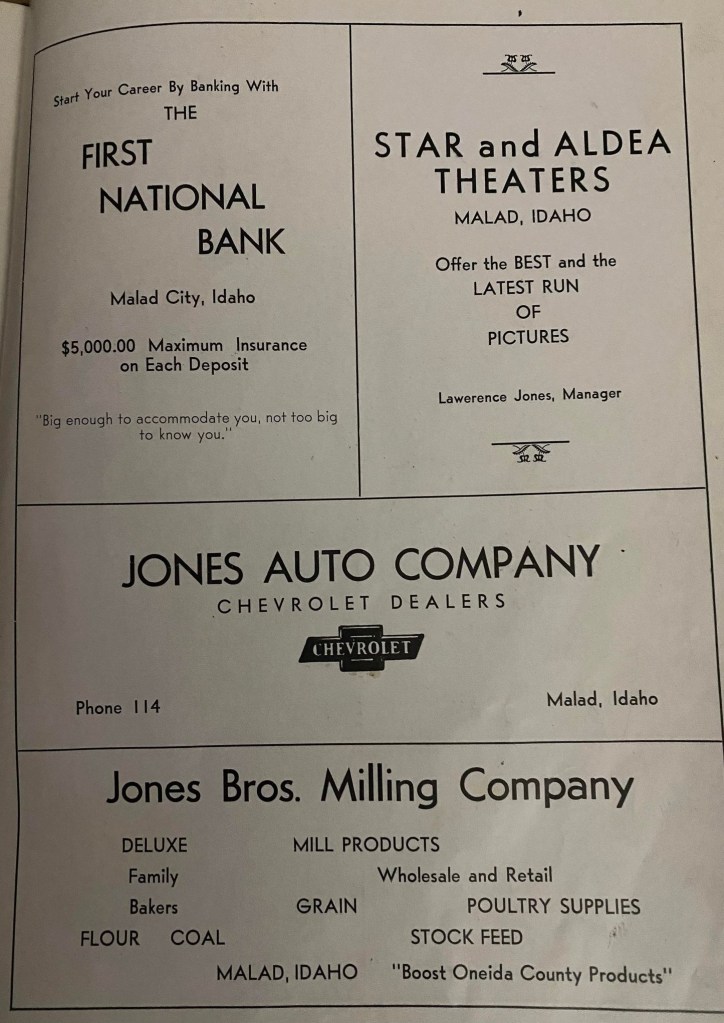 Start Your Career By Banking With
THE
FIRST
NATIONAL
BANK
Malad City, Idaho
$5,000.00 Maximum Insurance
on Each Deposit
"Big enough to accommodate you, not too big
to know you."
STAR and ALDEA
THEATERS
MALAD, IDAHO
Offer the BEST and the
LATEST RUN
OF
PICTURES
Lawerence Jones, Manager
JONES AUTO COMPANY
CHEVROLET DEALERS
CHEVROLET
Phone 114 Malad, Idaho
Jones Bros. Milling Company
DELUXE MILL PRODUCTS
Family Wholesale and Retail
Bakers GRAIN POULTRY SUPPLIES
FLOUR COAL STOCK FEED
MALAD, IDAHO "Boost Oneida County Products"